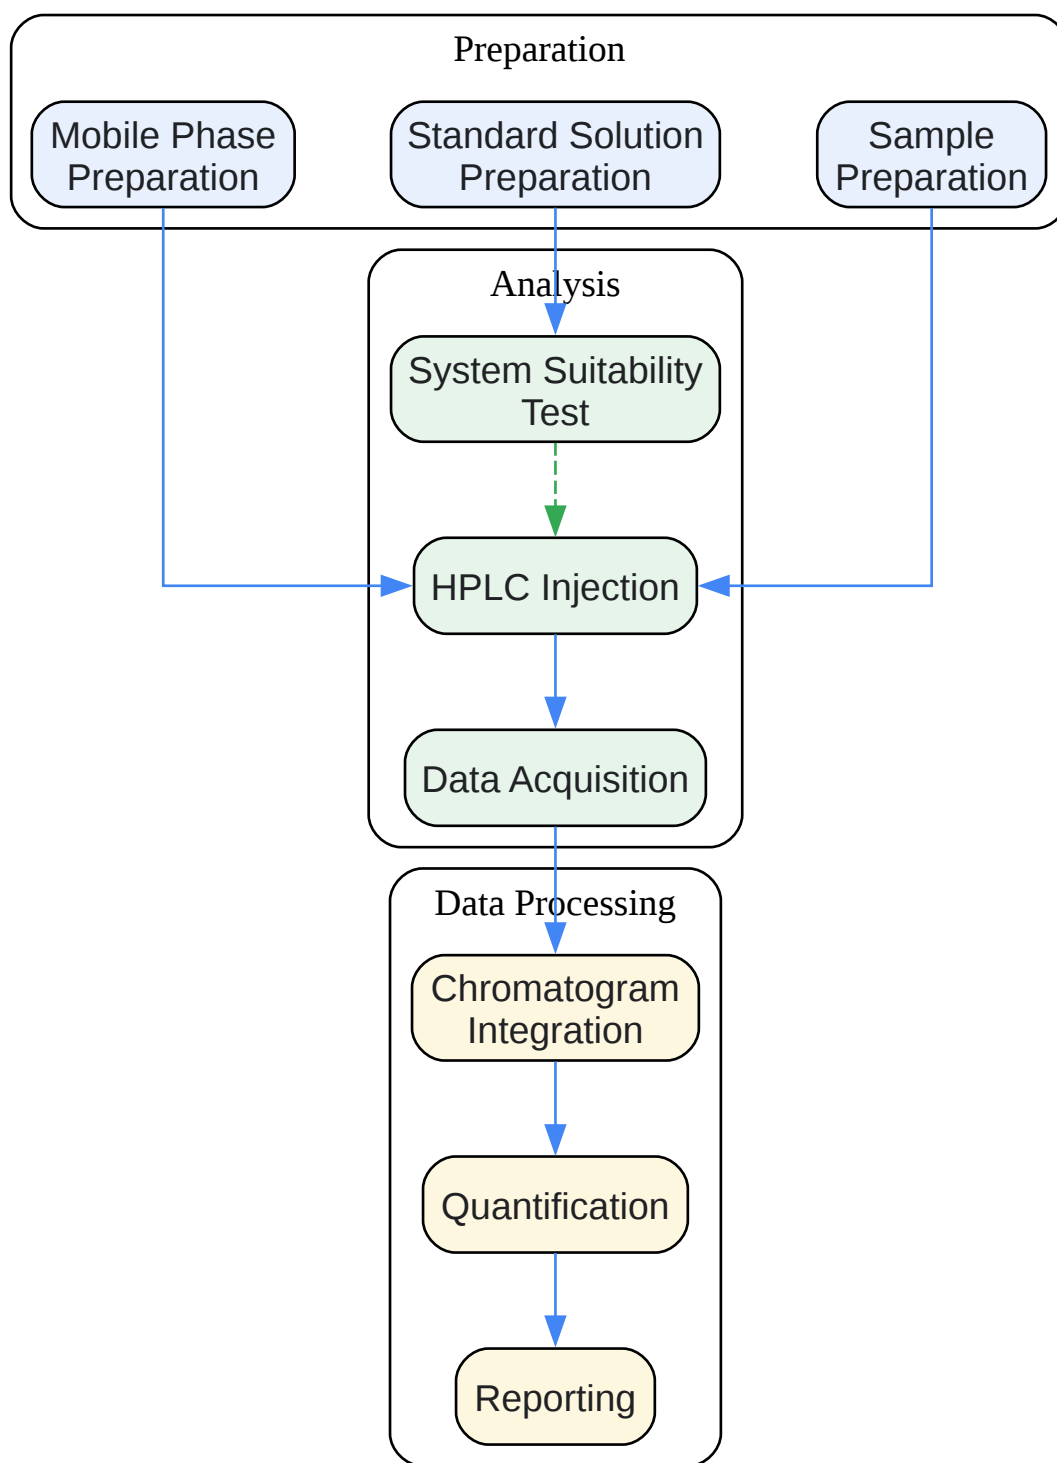 Preparation
Mobile Phase
Preparation
Standard Solution
Preparation
Sample
Preparation
Analysis
System Suitability
Test
HPLC Injection
Data Acquisition
Data Processing
Chromatogram
Integration
Quantification
Reporting